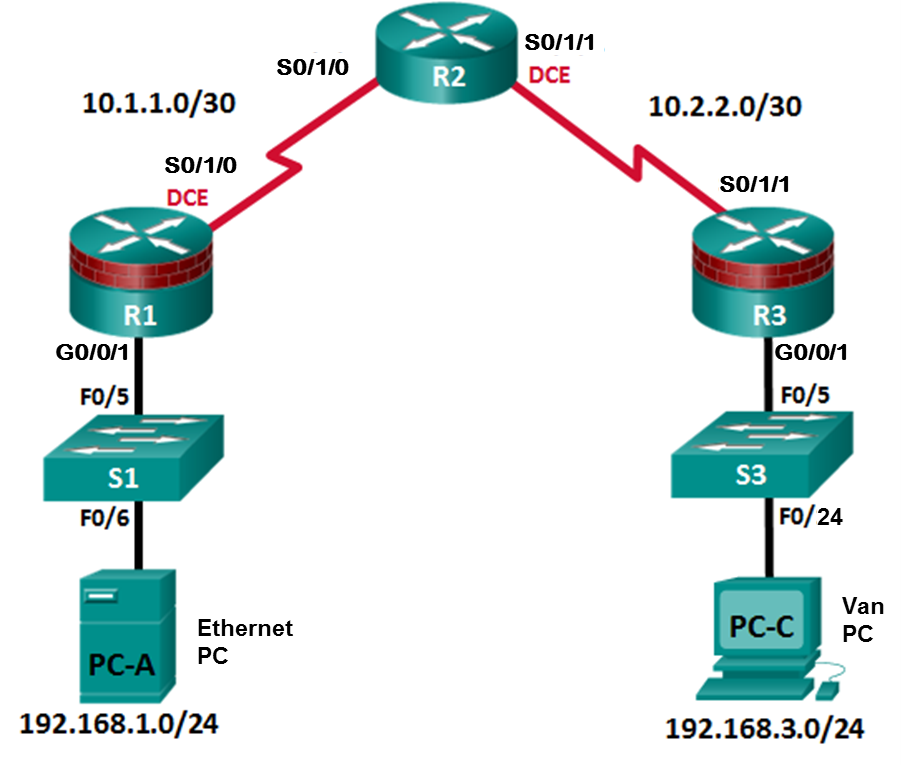 R2
S0/1/1
DCE
S0/1/0
10.1.1.0/30
10.2.2.0/30
S0/1/0
DCE
S0/1/1
R1
R3
G0/0/1
G0/0/1
F0/5
F0/5
S1
S3
F0/6
F0/24
PC-A
Ethernet
PC
PC-C
Van
PC
192.168.1.0/24
192.168.3.0/24